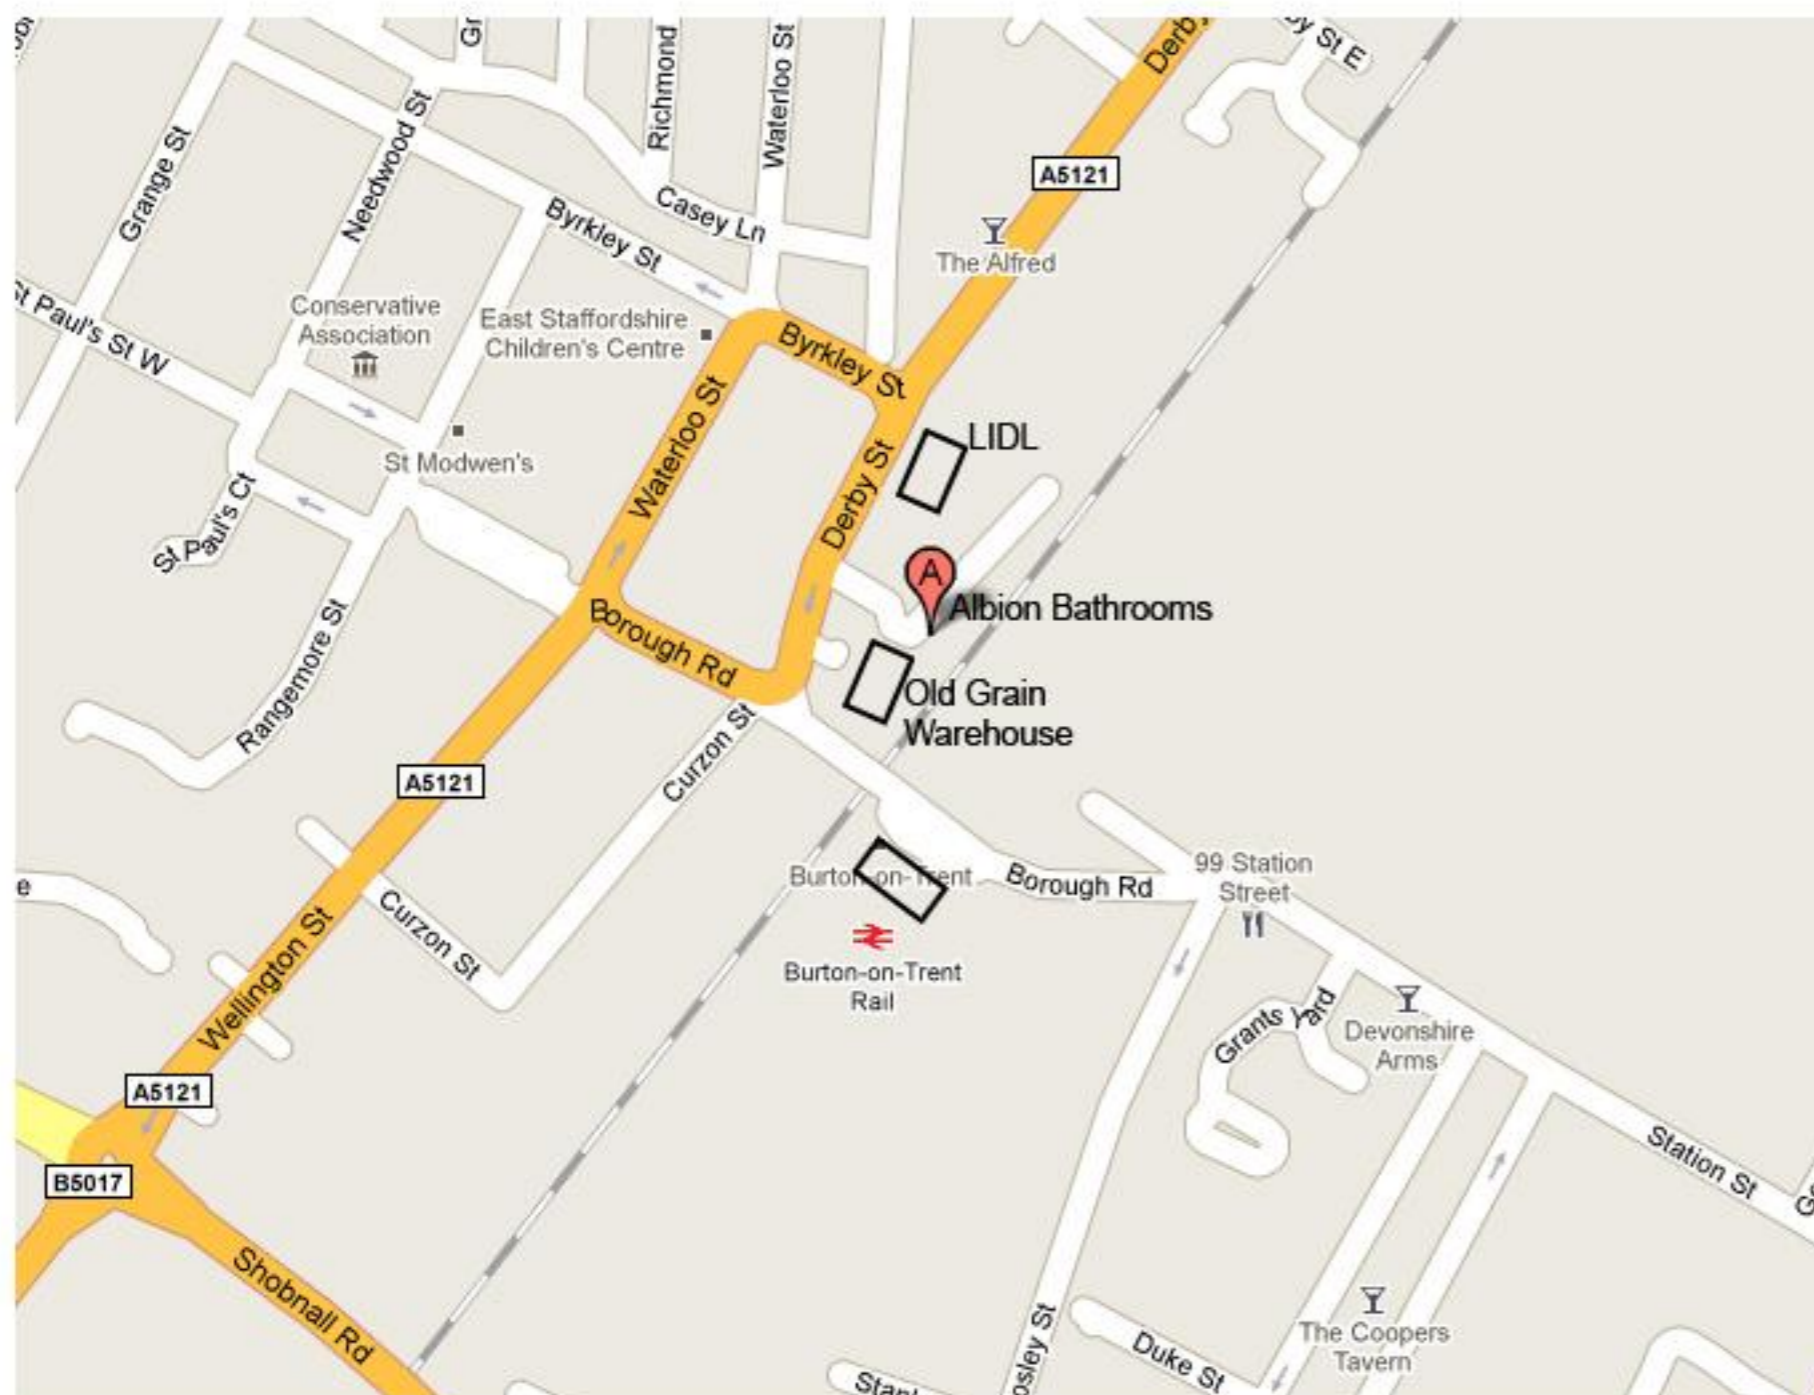 by St E
Derby
Gr
Richmond
Waterloo St
Needwood St
Grange St
A5121
Casey Ln
Byrkley St
The Alfred
Conservative
Association
East Staffordshire
Children's Centre
St Paul's St W
Byrkley St
Waterloo St
LIDL
St Modwen's
Derby St
St Paul's Ct
A
Albion Bathrooms
Borough Rd
Rangemore St
Old Grain
Warehouse
Curzon St
A5121
99 Station
Street
Burton-on-Trent
Borough Rd
Curzon St
Wellington St
Burton-on-Trent
Rail
Grants Yard
Devonshire
Arms
A5121
B5017
Station St
Shobnall Rd
The Coopers
Tavern
osley St
Duke St